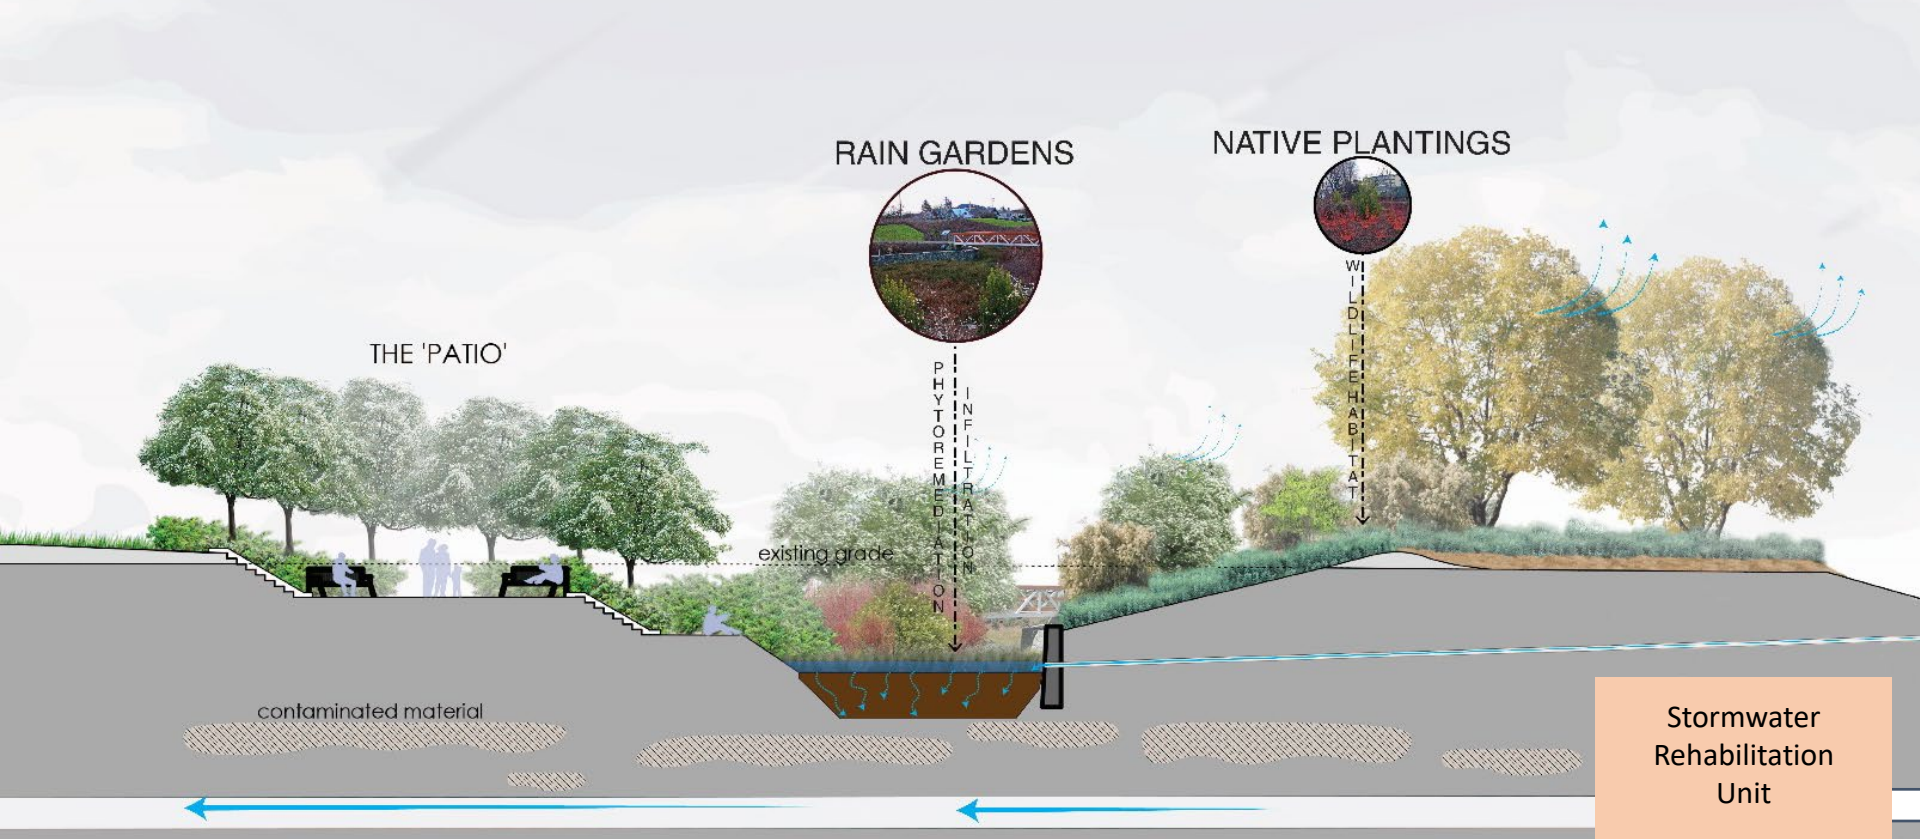 RAIN GARDENS
NATIVE PLANTINGS
WILDLIFE HABITAT
THE 'PATIO'
PHYTOREMEDIATION
INFILTRATION
existing grade
contaminated material
Stormwater
Rehabilitation
Unit